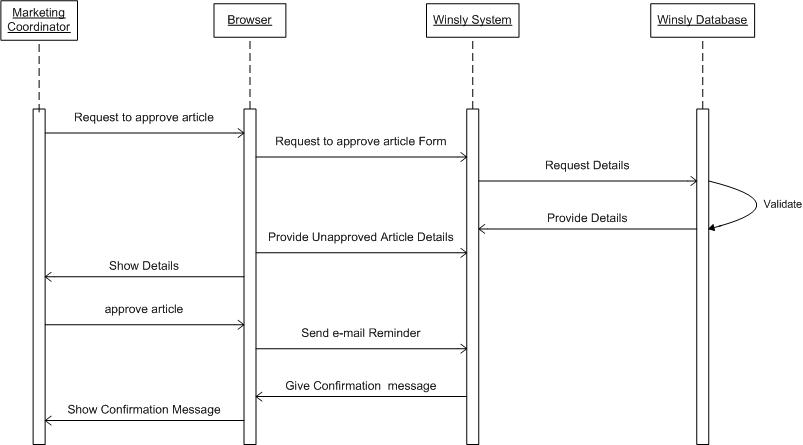 Marketing
Coordinator
Browser
Winsly System
Winsly Database
Request to approve article
Request to approve article Form
Request Details
Validate
Provide Details
Provide Unapproved Article Details
Show Details
approve article
Send e-mail Reminder
Give Confirmation message
Show Confirmation Message